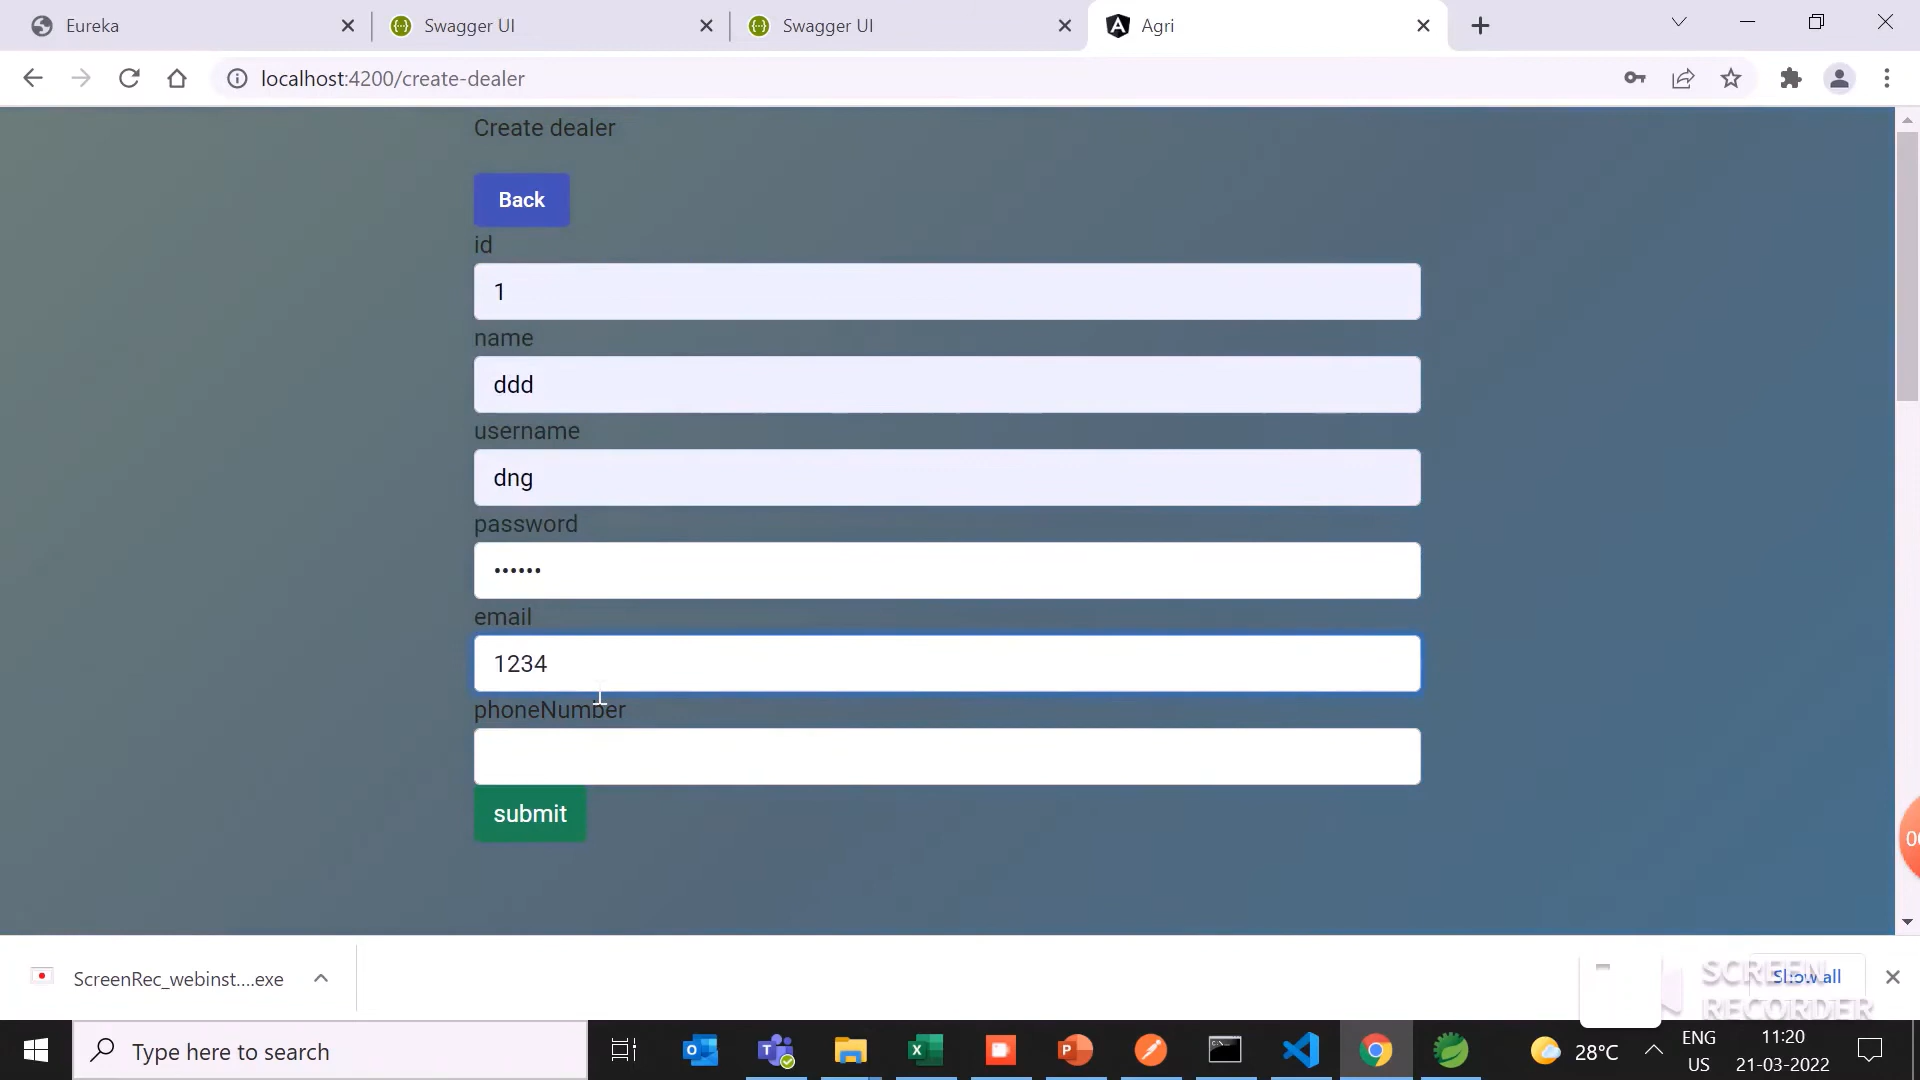 Eureka
Swagger UI
Swagger UI
Agri
localhost:4200/create-dealer
Create dealer
Back
id
1
name
ddd
username
dng
password
••••••
email
1234
phoneNumber
submit
ScreenRec_webinst....exe
Show all
SCREEN
RECORDER
Type here to search
28°C
ENG
US
11:20
21-03-2022